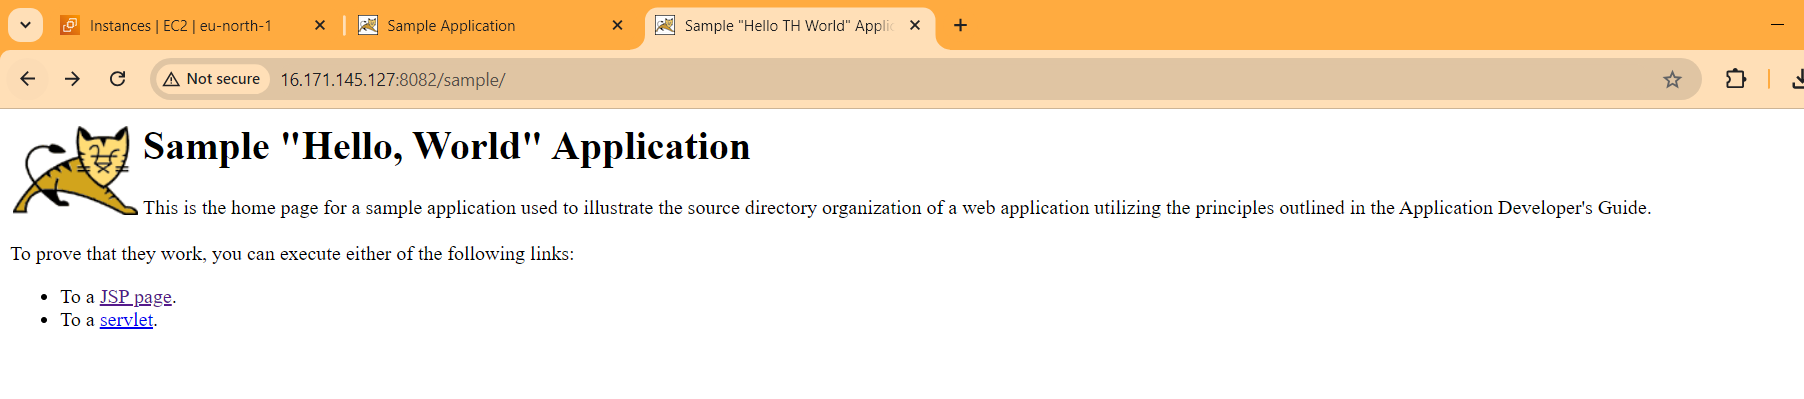 Instances | EC2 | eu-north-1
Sample Application
Sample "Hello TH World" Applic
Not secure
16.171.145.127:8082/sample/
Sample "Hello, World" Application
This is the home page for a sample application used to illustrate the source directory organization of a web application utilizing the principles outlined in the Application Developer's Guide.
To prove that they work, you can execute either of the following links:
• To a JSP page.
• To a servlet.